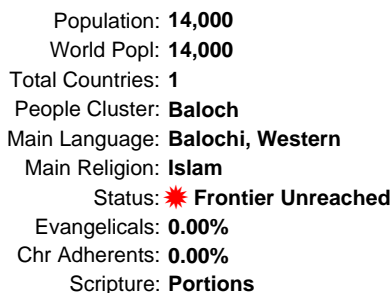 Population: 14,000
World Popl: 14,000
Total Countries: 1
People Cluster: Baloch
Main Language: Balochi, Western
Main Religion: Islam
Status: Frontier Unreached
Evangelicals: 0.00%
Chr Adherents: 0.00%
Scripture: Portions